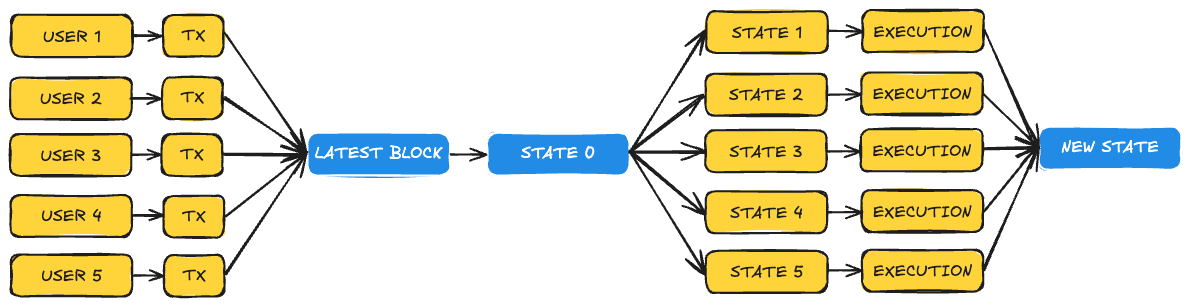 USER 1
TX
USER 2
TX
USER 3
TX
USER 4
TX
USER 5
TX
LATEST BLOCK
STATE 0
STATE 1
EXECUTION
STATE 2
EXECUTION
STATE 3
EXECUTION
STATE 4
EXECUTION
STATE 5
EXECUTION
NEW STATE